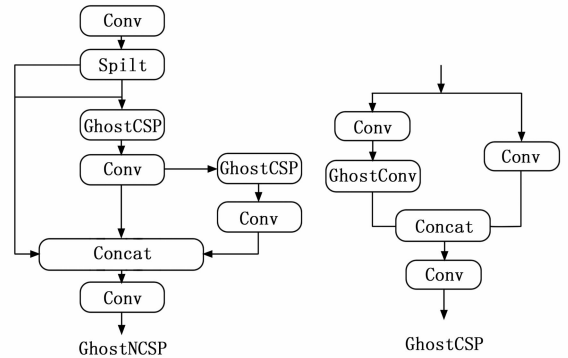 Conv
Spilt
GhostCSP
Conv
GhostCSP
Conv
Concat
Conv
GhostNCSP
Conv
GhostConv
Conv
Concat
Conv
GhostCSP